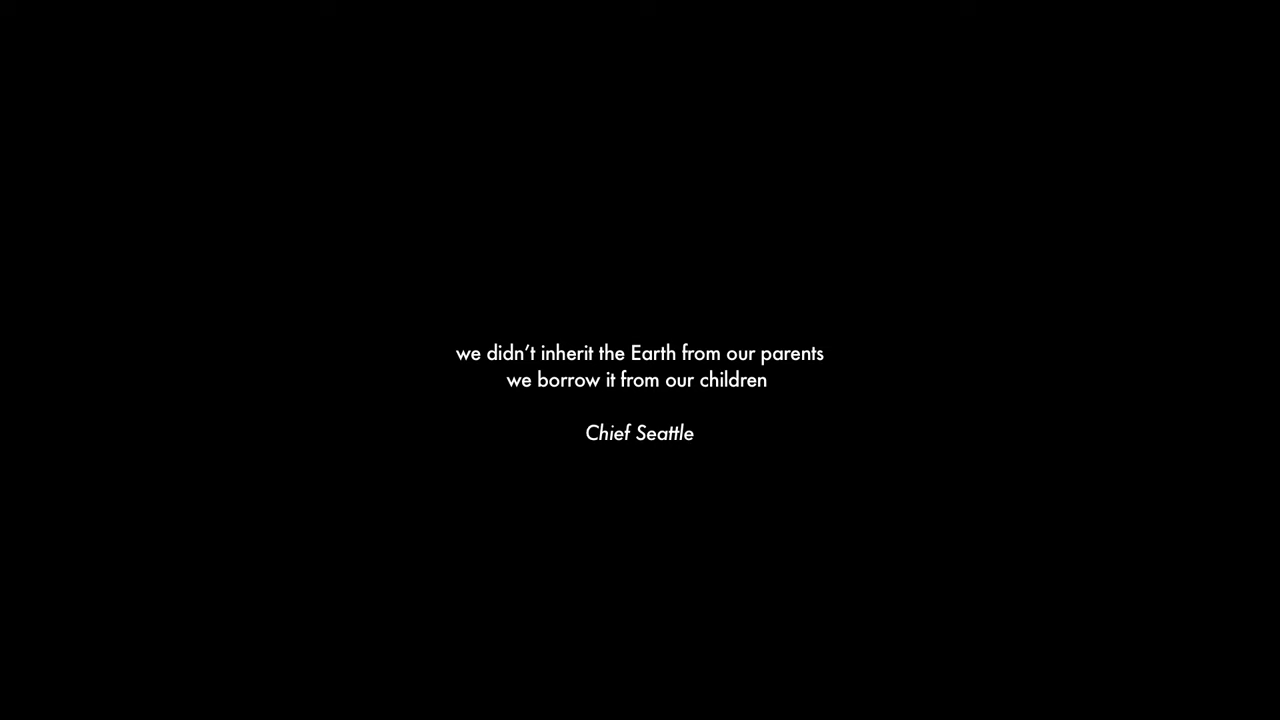 we didn’t inherit the Earth from our parents
we borrow it from our children
Chief Seattle